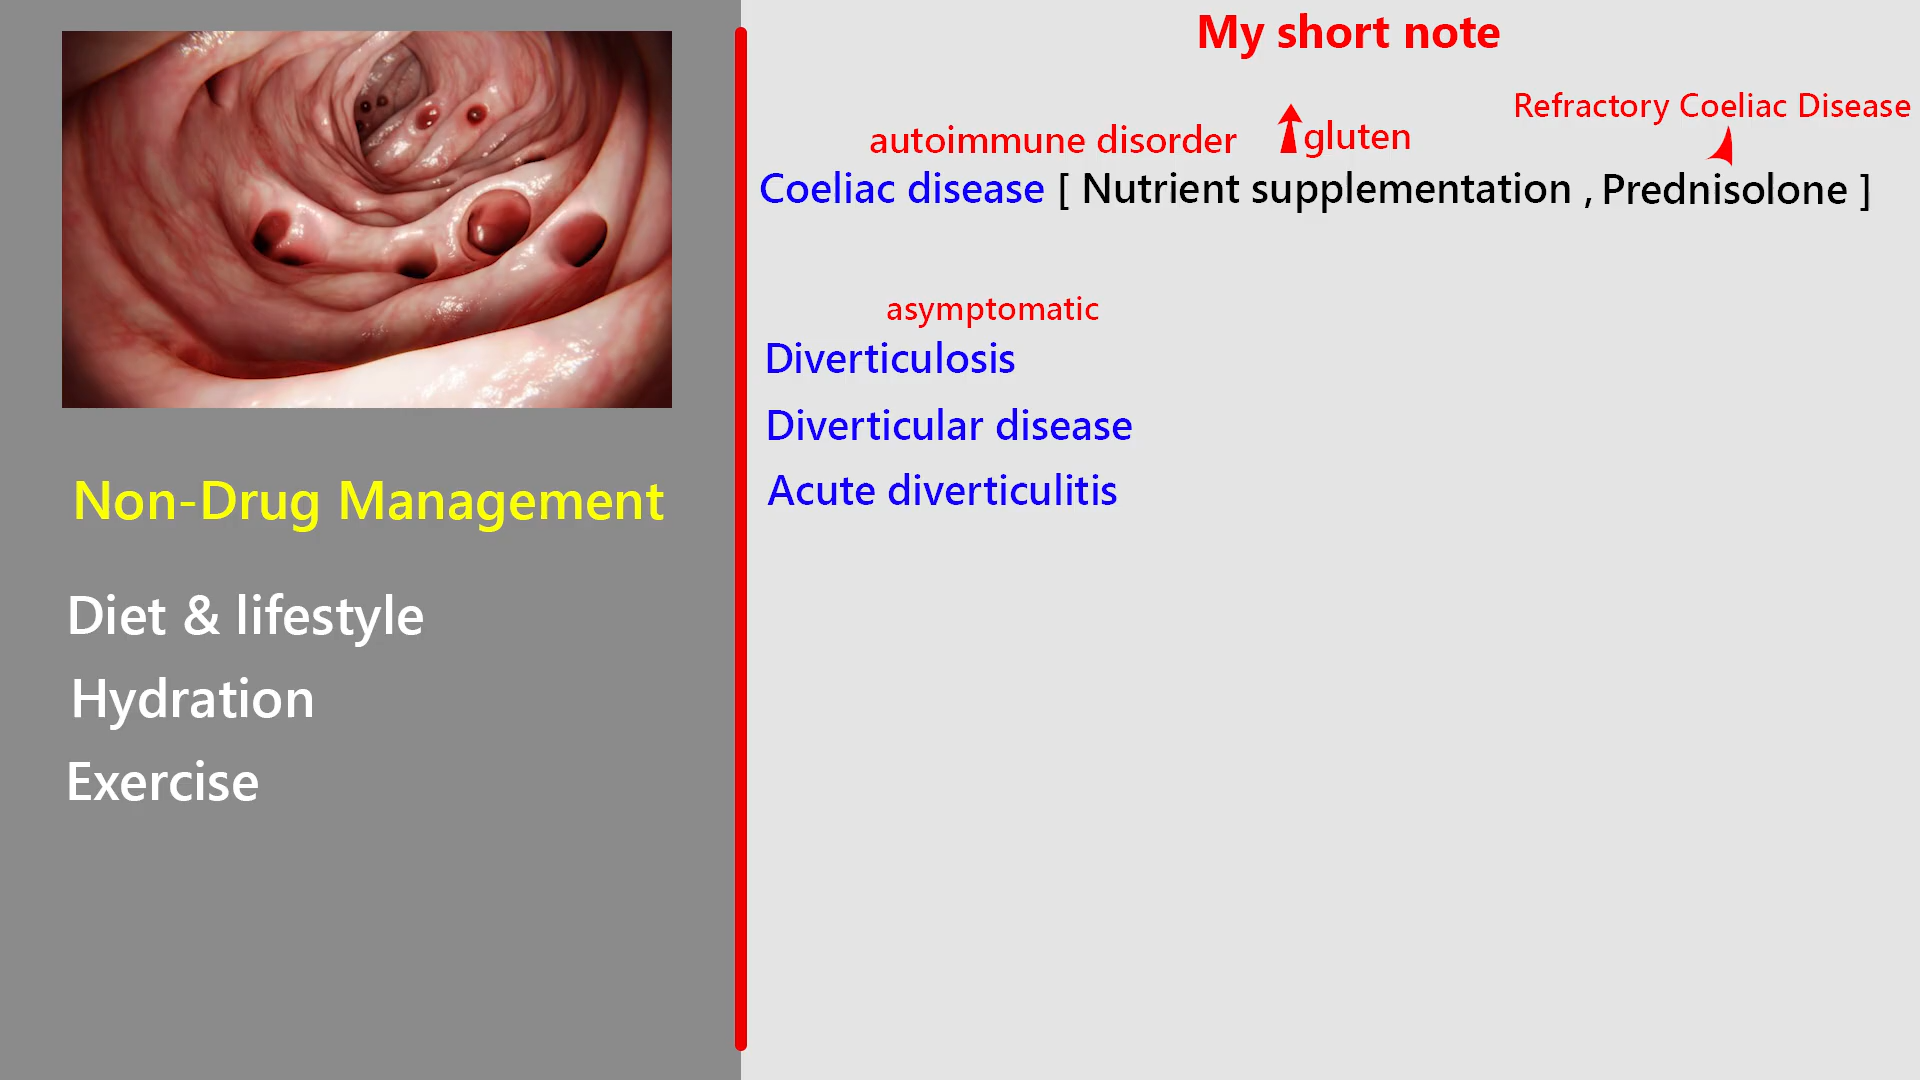 Non-Drug Management
Diet & lifestyle
Hydration
Exercise
My short note
Refractory Coeliac Disease
autoimmune disorder gluten
Coeliac disease [ Nutrient supplementation , Prednisolone ]
asymptomatic
Diverticulosis
Diverticular disease
Acute diverticulitis